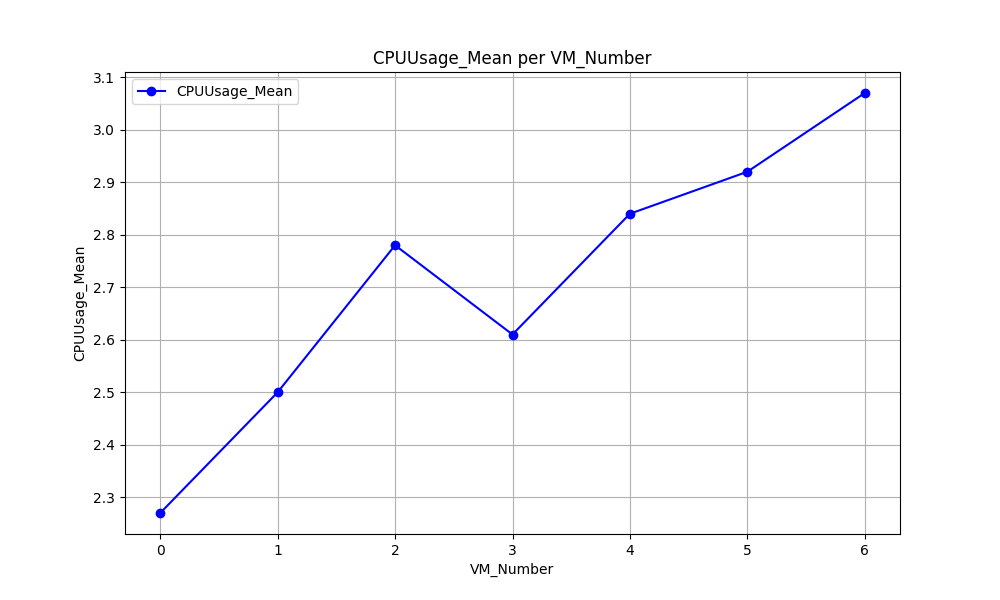 CPUUsage_Mean per VM_Number
CPUUsage_Mean
3.1
3.0
2.9
2.8
2.7
2.6
2.5
2.4
2.3
CPUUsage_Mean
0 1 2 3 4 5 6
VM_Number